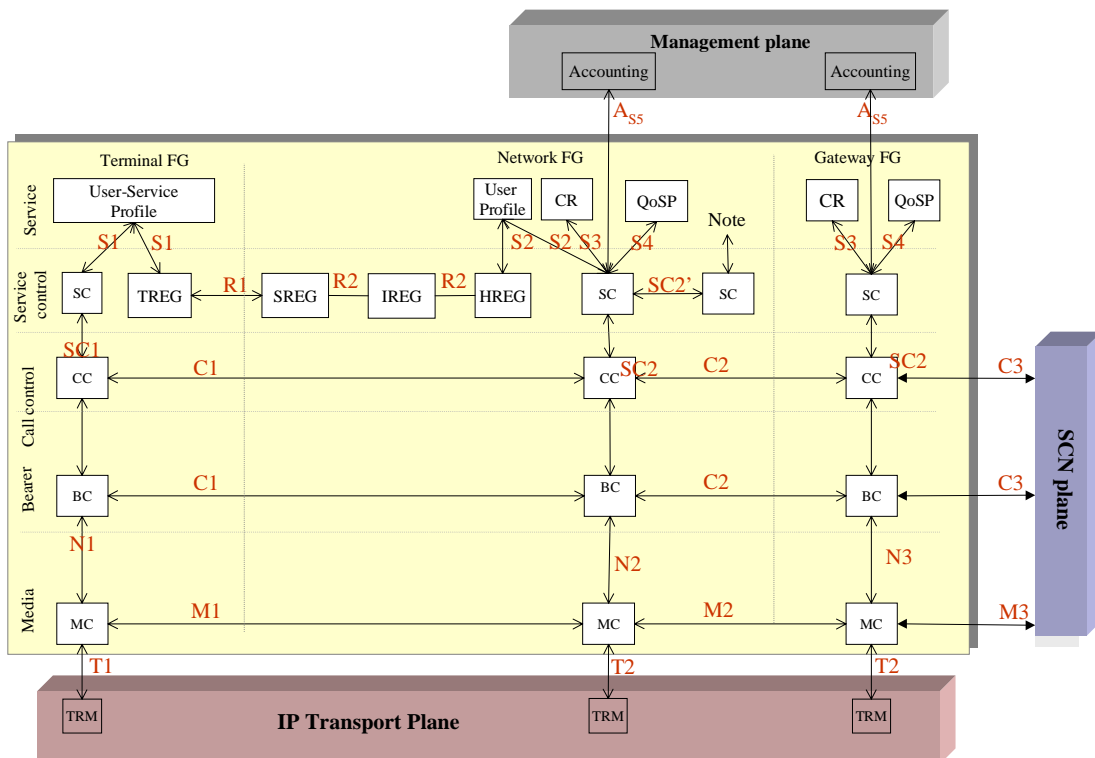 Management plane
Accounting
Accounting
A_S5
A_S5
Terminal FG
Network FG
Gateway FG
Service
User-Service
Profile
User
Profile
CR
QoSP
Note
CR
QoSP
S1
S1
S2
S2
S3
S4
S3
S4
Service
control
SC
TREG
R1
SREG
R2
IREG
R2
HREG
SC
SC2'
SC
SC
SC1
SC2
SC2
Call control
CC
C1
CC
C2
CC
C3
Bearer
BC
C1
BC
C2
BC
C3
N1
N2
N3
Media
MC
M1
MC
M2
MC
M3
SCN plane
T1
T2
T2
TRM
IP Transport Plane
TRM
TRM